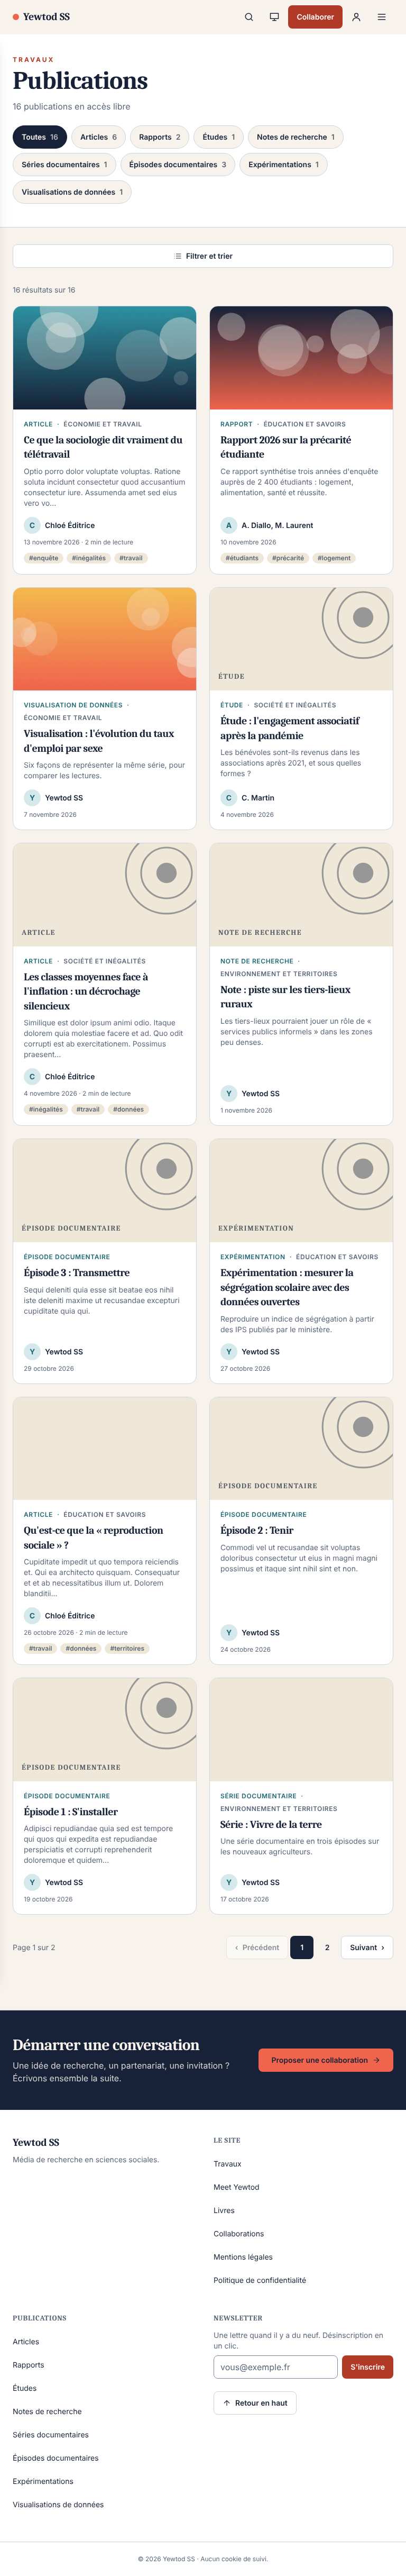 Yewtod SS
Collaborer
TRAVAUX
Publications
16 publications en accès libre
Toutes 16
Articles 6
Rapports 2
Études 1
Notes de recherche 1
Séries documentaires 1
Épisodes documentaires 3
Expérimentations 1
Visualisations de données 1
Filtrer et trier
16 résultats sur 16
ARTICLE · ÉCONOMIE ET TRAVAIL
Ce que la sociologie dit vraiment du
télétravail
Optio porro dolor voluptate voluptas. Ratione
soluta incidunt consectetur quod accusantium
consectetur iure. Assumenda amet sed eius
vero vo...
C
Chloé Éditrice
13 novembre 2026 · 2 min de lecture
#enquête
#inégalités
#travail
RAPPORT · ÉDUCATION ET SAVOIRS
Rapport 2026 sur la précarité
étudiante
Ce rapport synthétise trois années d'enquête
auprès de 2 400 étudiants : logement,
alimentation, santé et réussite.
A
A. Diallo, M. Laurent
10 novembre 2026
#étudiants
#précarité
#logement
VISUALISATION DE DONNÉES ·
ÉCONOMIE ET TRAVAIL
Visualisation : l'évolution du taux
d'emploi par sexe
Six façons de représenter la même série, pour
comparer les lectures.
Y
Yewtod SS
7 novembre 2026
ÉTUDE
ÉTUDE · SOCIÉTÉ ET INÉGALITÉS
Étude : l'engagement associatif
après la pandémie
Les bénévoles sont-ils revenus dans les
associations après 2021, et sous quelles
formes ?
C
C. Martin
4 novembre 2026
ARTICLE
ARTICLE · SOCIÉTÉ ET INÉGALITÉS
Les classes moyennes face à
l'inflation : un décrochage
silencieux
Similique est dolor ipsum animi odio. Itaque
dolorem quia molestiae facere et ad. Quo odit
corrupti est ab exercitationem. Possimus
praesent...
C
Chloé Éditrice
4 novembre 2026 · 2 min de lecture
#inégalités
#travail
#données
NOTE DE RECHERCHE
NOTE DE RECHERCHE ·
ENVIRONNEMENT ET TERRITOIRES
Note : piste sur les tiers-lieux
ruraux
Les tiers-lieux pourraient jouer un rôle de «
services publics informels » dans les zones
peu denses.
Y
Yewtod SS
1 novembre 2026
ÉPISODE DOCUMENTAIRE
ÉPISODE DOCUMENTAIRE
Épisode 3 : Transmettre
Sequi deleniti quia esse sit beatae eos nihil
iste deleniti maxime ut recusandae excepturi
cupiditate quia qui.
Y
Yewtod SS
29 octobre 2026
EXPÉRIMENTATION
EXPÉRIMENTATION · ÉDUCATION ET SAVOIRS
Expérimentation : mesurer la
ségrégation scolaire avec des
données ouvertes
Reproduire un indice de ségrégation à partir
des IPS publiés par le ministère.
Y
Yewtod SS
27 octobre 2026
ARTICLE · ÉDUCATION ET SAVOIRS
Qu'est-ce que la « reproduction
sociale » ?
Cupiditate impedit ut quo tempora reiciendis
et. Qui ea architecto quisquam. Consequatur
et et ab necessitatibus illum ut. Dolorem
blanditii...
C
Chloé Éditrice
26 octobre 2026 · 2 min de lecture
#travail
#données
#territoires
ÉPISODE DOCUMENTAIRE
ÉPISODE DOCUMENTAIRE
Épisode 2 : Tenir
Commodi vel ut recusandae sit voluptas
doloribus consectetur ut eius in magni magni
possimus et itaque sint nihil sint et non.
Y
Yewtod SS
24 octobre 2026
ÉPISODE DOCUMENTAIRE
ÉPISODE DOCUMENTAIRE
Épisode 1 : S'installer
Adipisci repudiandae quia sed est tempore
qui quos qui expedita est repudiandae
perspiciatis et corrupti reprehenderit
doloremque et quidem...
Y
Yewtod SS
19 octobre 2026
SÉRIE DOCUMENTAIRE ·
ENVIRONNEMENT ET TERRITOIRES
Série : Vivre de la terre
Une série documentaire en trois épisodes sur
les nouveaux agriculteurs.
Y
Yewtod SS
17 octobre 2026
Page 1 sur 2
‹ Précédent
1
2
Suivant ›
Démarrer une conversation
Une idée de recherche, un partenariat, une invitation ?
Écrivons ensemble la suite.
Proposer une collaboration →
Yewtod SS
Média de recherche en sciences sociales.
LE SITE
Travaux
Meet Yewtod
Livres
Collaborations
Mentions légales
Politique de confidentialité
PUBLICATIONS
Articles
Rapports
Études
Notes de recherche
Séries documentaires
Épisodes documentaires
Expérimentations
Visualisations de données
NEWSLETTER
Une lettre quand il y a du neuf. Désinscription en
un clic.
vous@exemple.fr
S'inscrire
↑ Retour en haut
© 2026 Yewtod SS · Aucun cookie de suivi.